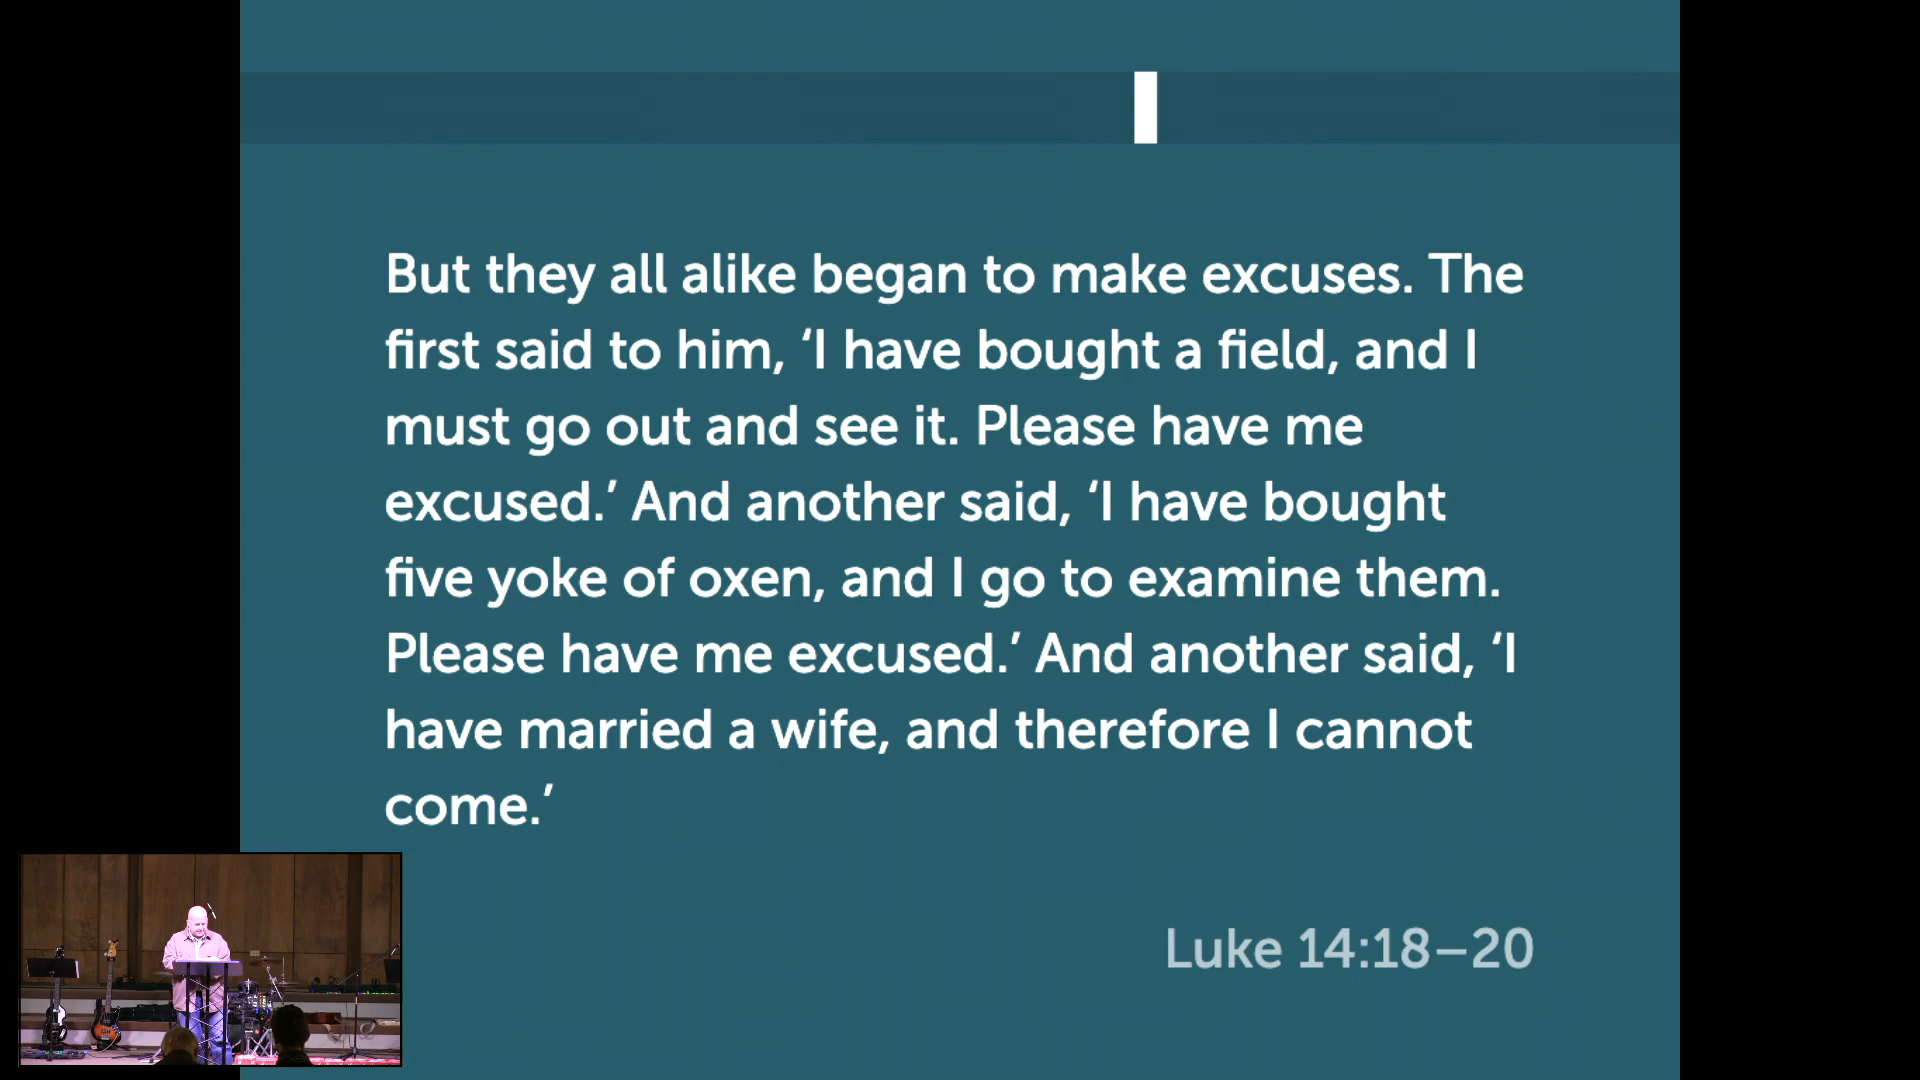 But they all alike began to make excuses. The
first said to him, ‘I have bought a field, and I
must go out and see it. Please have me
excused.’ And another said, ‘I have bought
five yoke of oxen, and I go to examine them.
Please have me excused.’ And another said, ‘I
have married a wife, and therefore I cannot
come.’
Luke 14:18–20